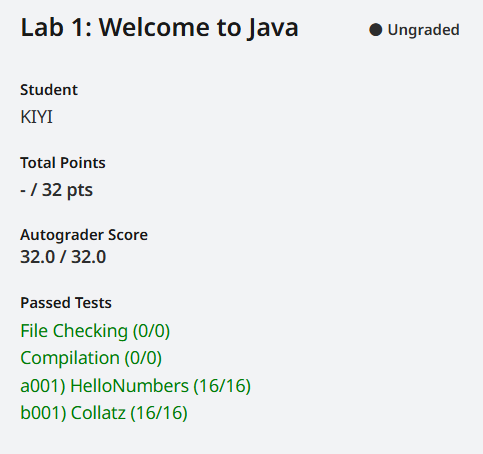 Lab 1: Welcome to Java
● Ungraded
Student
KIYI
Total Points
- / 32 pts
Autograder Score
32.0 / 32.0
Passed Tests
File Checking (0/0)
Compilation (0/0)
a001) HelloNumbers (16/16)
b001) Collatz (16/16)